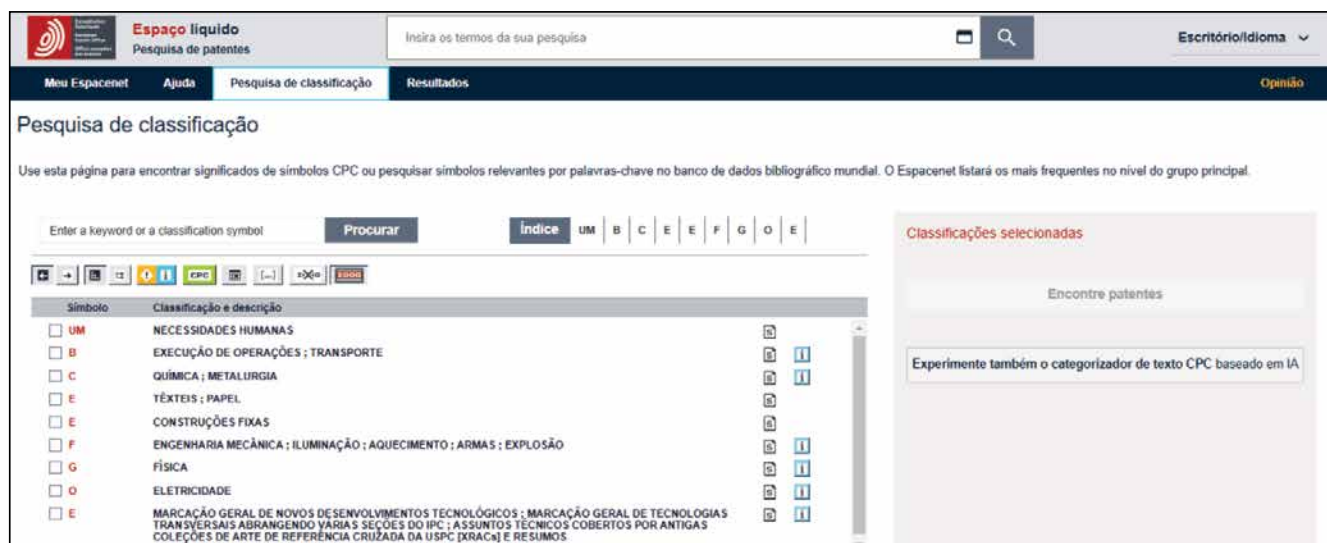 Espaço líquido
Pesquisa de patentes
Insira os termos da sua pesquisa
Escritório/Idioma
Meu Espacenet Ajuda Pesquisa de classificação Resultados Opinião
Pesquisa de classificação
Use esta página para encontrar significados de símbolos CPC ou pesquisar símbolos relevantes por palavras-chave no banco de dados bibliográfico mundial. O Espacenet listará os mais frequentes no nível do grupo principal.
Enter a keyword or a classification symbol Procurar Índice UM B C E E F G O E
Classificações selecionadas
CPC
2000
Encontre patentes
Símbolo Classificação e descrição
UM NECESSIDADES HUMANAS S
B EXECUÇÃO DE OPERAÇÕES ; TRANSPORTE S i
Experimente também o categorizador de texto CPC baseado em IA
C QUÍMICA ; METALURGIA S i
E TÊXTEIS ; PAPEL S
E CONSTRUÇÕES FIXAS S
F ENGENHARIA MECÂNICA ; ILUMINAÇÃO ; AQUECIMENTO ; ARMAS ; EXPLOSÃO S i
G FÍSICA S i
O ELETRICIDADE S i
E MARCAÇÃO GERAL DE NOVOS DESENVOLVIMENTOS TECNOLÓGICOS ; MARCAÇÃO GERAL DE TECNOLOGIAS S i
TRANSVERSAIS ABRANGENDO VÁRIAS SEÇÕES DO IPC ; ASSUNTOS TÉCNICOS COBERTOS POR ANTIGAS
COLEÇÕES DE ARTE DE REFERÊNCIA CRUZADA DA USPC [XRACs] E RESUMOS